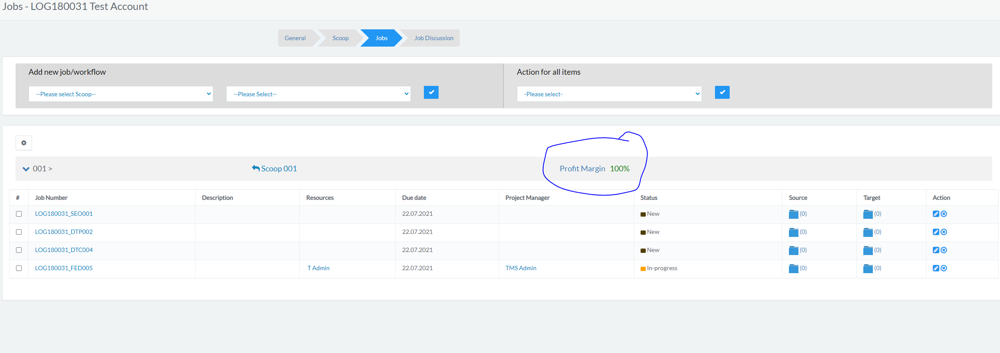 Jobs - LOG180031 Test Account
General Scoop Jobs Job Discussion
Add new job/workflow Action for all items
--Please select Scoop-- --Please Select-- -Please select-
001 > Scoop 001 Profit Margin 100%
# Job Number Description Resources Due date Project Manager Status Source Target Action
LOG180031_SEO001 22.07.2021 New (0) (0)
LOG180031_DTP002 22.07.2021 New (0) (0)
LOG180031_DTC004 22.07.2021 New (0) (0)
LOG180031_FED005 T Admin 22.07.2021 TMS Admin In-progress (0) (0)